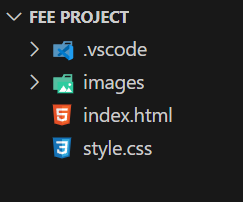 FEE PROJECT
.vscode
images
index.html
style.css